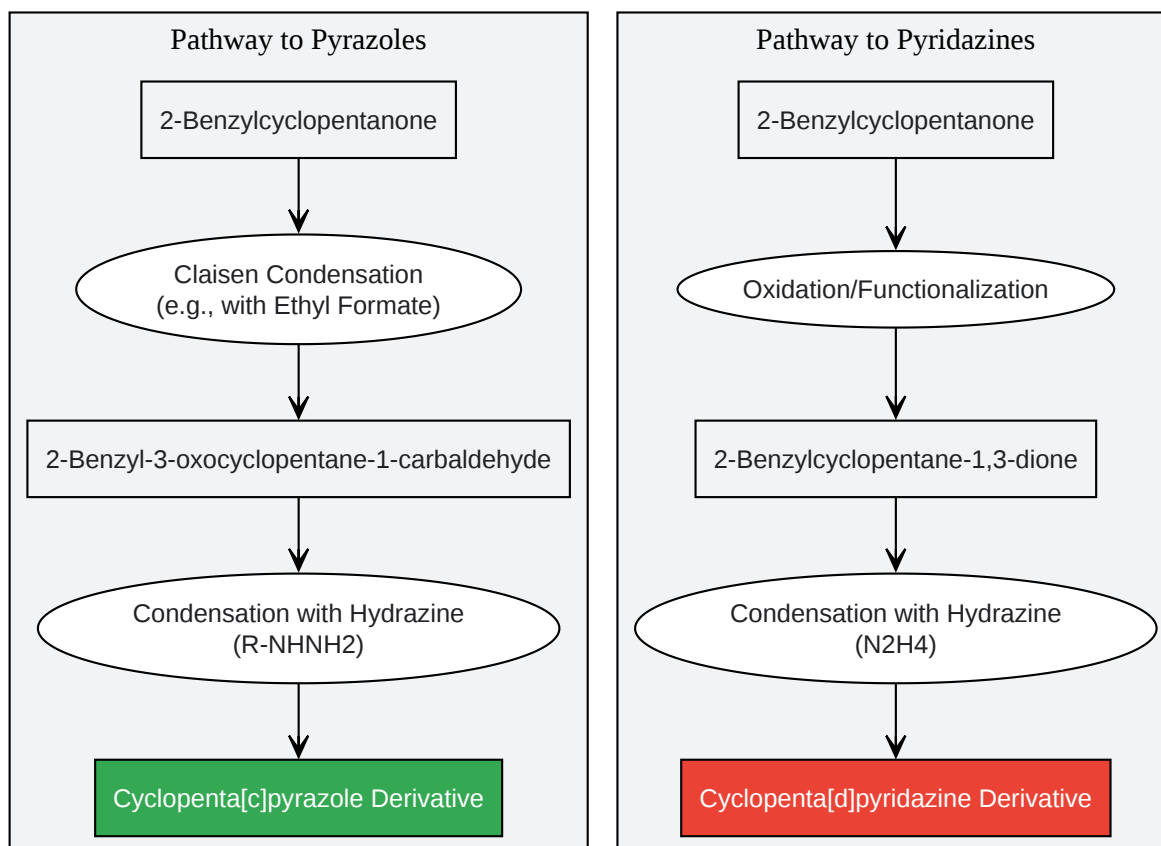 Pathway to Pyrazoles
2-Benzylcyclopentanone
Claisen Condensation
(e.g., with Ethyl Formate)
2-Benzyl-3-oxocyclopentane-1-carbaldehyde
Condensation with Hydrazine
(R-NHNH2)
Cyclopenta[c]pyrazole Derivative
Pathway to Pyridazines
2-Benzylcyclopentanone
Oxidation/Functionalization
2-Benzylcyclopentane-1,3-dione
Condensation with Hydrazine
(N2H4)
Cyclopenta[d]pyridazine Derivative